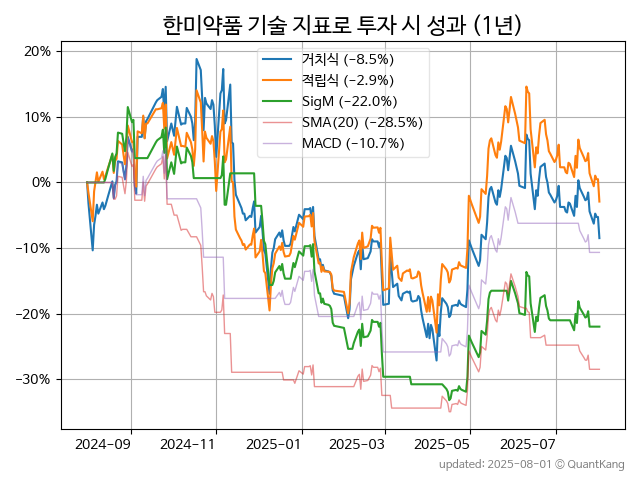 한미약품 기술 지표로 투자 시 성과 (1년)
거치식 (−8.5%)
적립식 (−2.9%)
SigM (−22.0%)
SMA(20) (−28.5%)
MACD (−10.7%)
20%
10%
0%
−10%
−20%
−30%
2024-09 2024-11 2025-01 2025-03 2025-05 2025-07
updated: 2025-08-01 © QuantKang